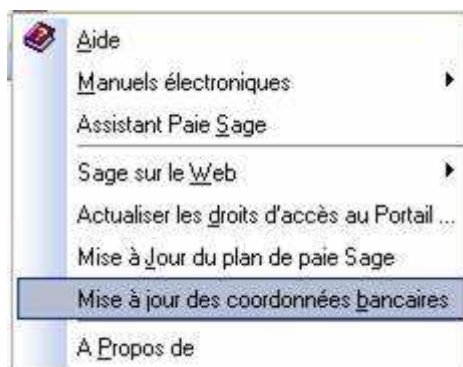 Aide
Manuels électroniques
Assistant Paie Sage
Sage sur le Web
Actualiser les droits d'accès au Portail ...
Mise à Jour du plan de paie Sage
Mise à jour des coordonnées bancaires
A Propos de